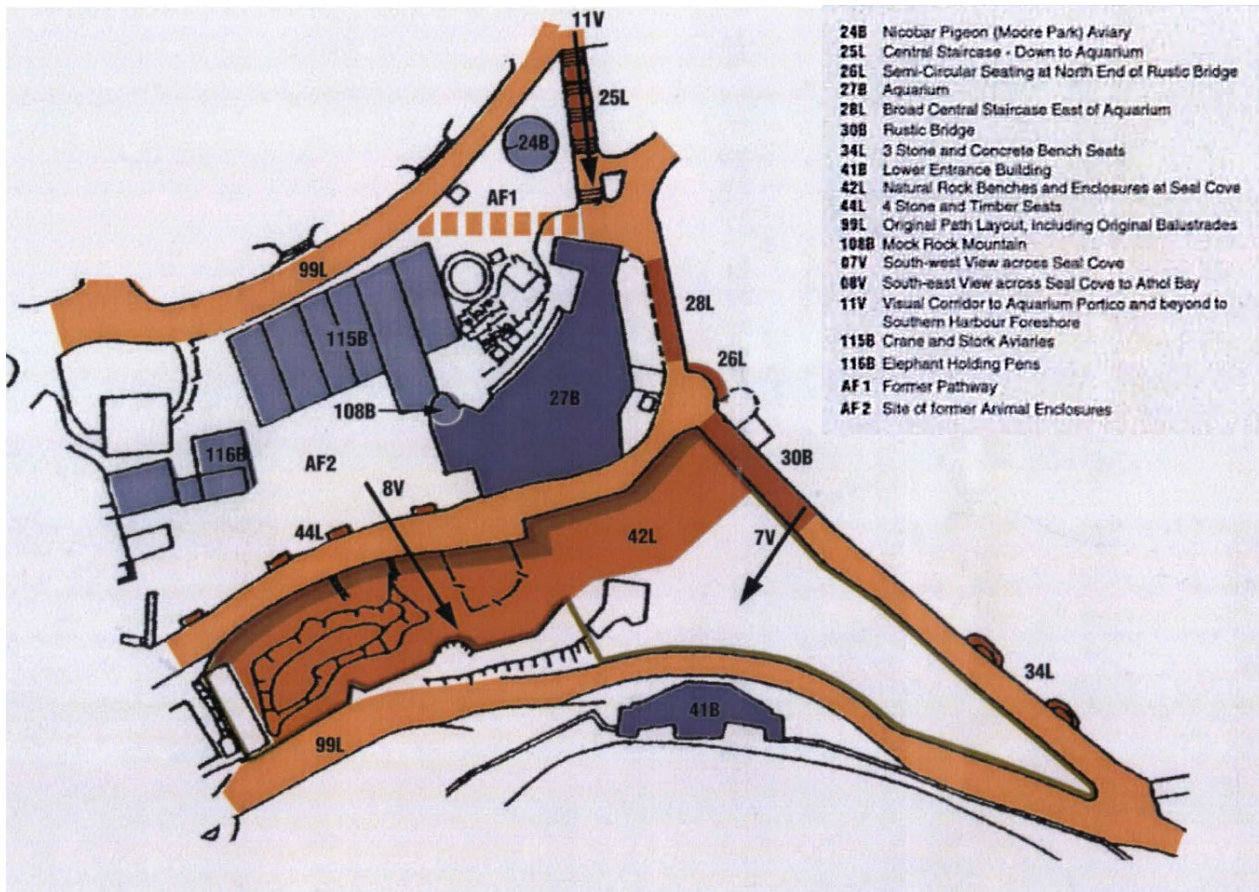 11V
25L
24B
AF1
99L
28L
115B
26L
108B
27B
116B
AF2
30B
8V
44L
42L
7V
34L
41B
99L
24B Nicobar Pigeon (Moore Park) Aviary
25L Central Staircase - Down to Aquarium
26L Semi-Circular Seating at North End of Rustic Bridge
27B Aquarium
28L Broad Central Staircase East of Aquarium
30B Rustic Bridge
34L 3 Stone and Concrete Bench Seats
41B Lower Entrance Building
42L Natural Rock Benches and Enclosures at Seal Cove
44L 4 Stone and Timber Seats
99L Original Path Layout, Including Original Balustrades
108B Mock Rock Mountain
07V South-west View across Seal Cove
08V South-east View across Seal Cove to Athol Bay
11V Visual Corridor to Aquarium Portico and beyond to
Southern Harbour Foreshore
115B Crane and Stork Aviaries
116B Elephant Holding Pens
AF 1 Former Pathway
AF 2 Site of former Animal Enclosures